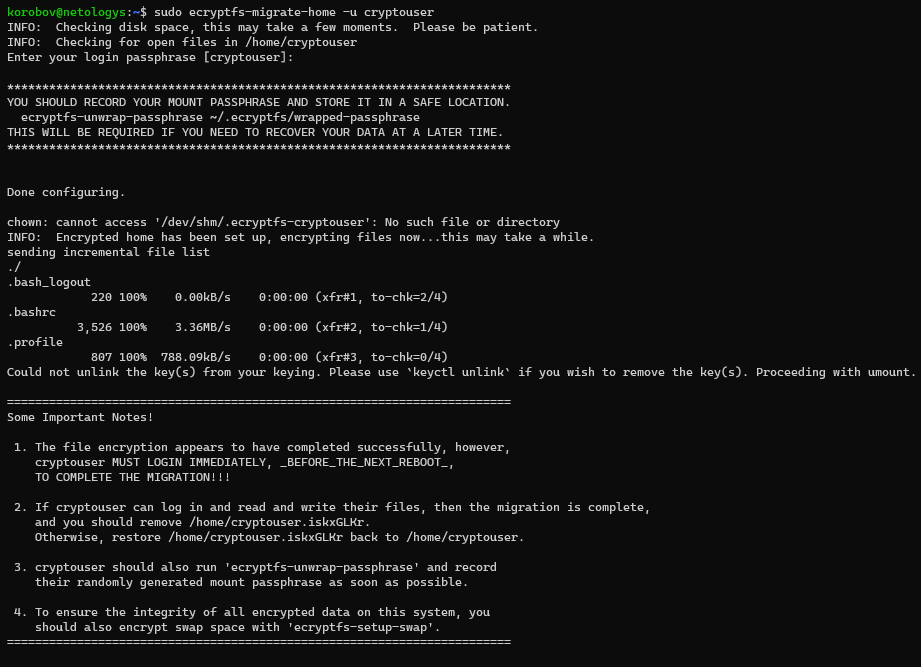 korobov@netologys:~$ sudo ecryptfs-migrate-home -u cryptouser
INFO:  Checking disk space, this may take a few moments.  Please be patient.
INFO:  Checking for open files in /home/cryptouser
Enter your login passphrase [cryptouser]:
************************************************************************
YOU SHOULD RECORD YOUR MOUNT PASSPHRASE AND STORE IT IN A SAFE LOCATION.
  ecryptfs-unwrap-passphrase ~/.ecryptfs/wrapped-passphrase
THIS WILL BE REQUIRED IF YOU NEED TO RECOVER YOUR DATA AT A LATER TIME.
************************************************************************
Done configuring.
chown: cannot access '/dev/shm/.ecryptfs-cryptouser': No such file or directory
INFO:  Encrypted home has been set up, encrypting files now...this may take a while.
sending incremental file list
./
.bash_logout
            220 100%    0.00kB/s    0:00:00 (xfr#1, to-chk=2/4)
.bashrc
          3,526 100%    3.36MB/s    0:00:00 (xfr#2, to-chk=1/4)
.profile
            807 100%  788.09kB/s    0:00:00 (xfr#3, to-chk=0/4)
Could not unlink the key(s) from your keying. Please use `keyctl unlink` if you wish to remove the key(s). Proceeding with umount.
========================================================================
Some Important Notes!
 1. The file encryption appears to have completed successfully, however,
    cryptouser MUST LOGIN IMMEDIATELY, _BEFORE_THE_NEXT_REBOOT_,
    TO COMPLETE THE MIGRATION!!!
 2. If cryptouser can log in and read and write their files, then the migration is complete,
    and you should remove /home/cryptouser.iskxGLKr.
    Otherwise, restore /home/cryptouser.iskxGLKr back to /home/cryptouser.
 3. cryptouser should also run 'ecryptfs-unwrap-passphrase' and record
    their randomly generated mount passphrase as soon as possible.
 4. To ensure the integrity of all encrypted data on this system, you
    should also encrypt swap space with 'ecryptfs-setup-swap'.
========================================================================